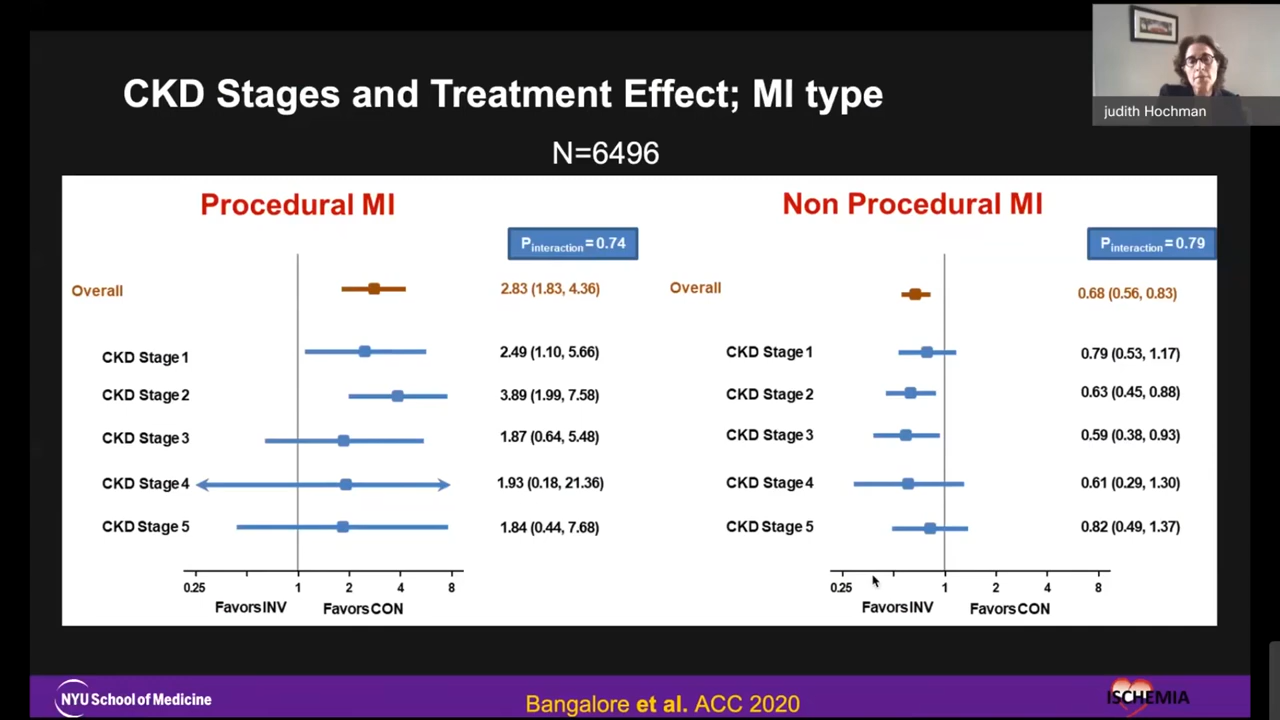 judith Hochman
CKD Stages and Treatment Effect; MI type
N=6496
Procedural MI
Pinteraction=0.74
Overall 2.83 (1.83, 4.36)
CKD Stage 1 2.49 (1.10, 5.66)
CKD Stage 2 3.89 (1.99, 7.58)
CKD Stage 3 1.87 (0.64, 5.48)
CKD Stage 4 1.93 (0.18, 21.36)
CKD Stage 5 1.84 (0.44, 7.68)
0.25 1 2 4 8
Favors INV Favors CON
Non Procedural MI
Pinteraction=0.79
Overall 0.68 (0.56, 0.83)
CKD Stage 1 0.79 (0.53, 1.17)
CKD Stage 2 0.63 (0.45, 0.88)
CKD Stage 3 0.59 (0.38, 0.93)
CKD Stage 4 0.61 (0.29, 1.30)
CKD Stage 5 0.82 (0.49, 1.37)
0.25 1 2 4 8
Favors INV Favors CON
NYU School of Medicine
Bangalore et al. ACC 2020
ISCHEMIA